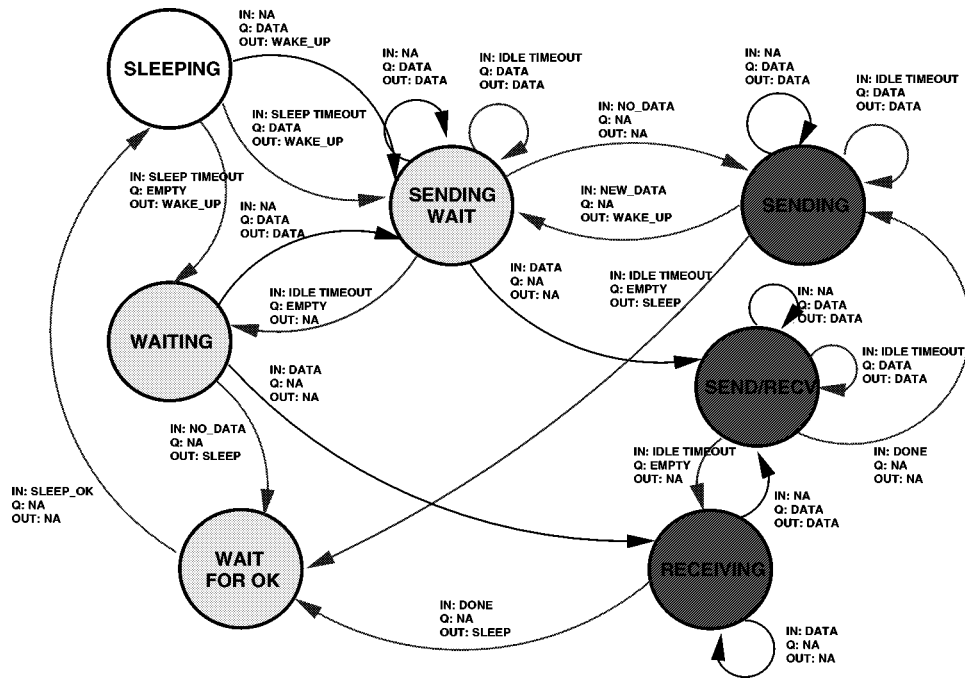 IN: NA
Q: DATA
OUT: WAKE_UP
SLEEPING
IN: NA
Q: DATA
OUT: DATA
IN: IDLE TIMEOUT
Q: DATA
OUT: DATA
IN: NA
Q: DATA
OUT: DATA
IN: IDLE TIMEOUT
Q: DATA
OUT: DATA
IN: SLEEP TIMEOUT
Q: DATA
OUT: WAKE_UP
IN: NO_DATA
Q: NA
OUT: NA
IN: SLEEP TIMEOUT
Q: EMPTY
OUT: WAKE_UP
SENDING
WAIT
IN: NEW_DATA
Q: NA
OUT: WAKE_UP
SENDING
IN: NA
Q: DATA
OUT: DATA
IN: DATA
Q: NA
OUT: NA
IN: IDLE TIMEOUT
Q: EMPTY
OUT: SLEEP
IN: IDLE TIMEOUT
Q: EMPTY
OUT: NA
IN: NA
Q: DATA
OUT: DATA
WAITING
IN: IDLE TIMEOUT
Q: DATA
OUT: DATA
SEND/RECV
IN: DATA
Q: NA
OUT: NA
IN: NO_DATA
Q: NA
OUT: SLEEP
IN: IDLE TIMEOUT
Q: EMPTY
OUT: NA
IN: DONE
Q: NA
OUT: NA
IN: SLEEP_OK
Q: NA
OUT: NA
IN: NA
Q: DATA
OUT: DATA
WAIT
FOR OK
RECEIVING
IN: DONE
Q: NA
OUT: SLEEP
IN: DATA
Q: NA
OUT: NA